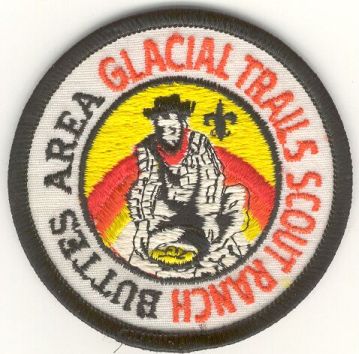 GLACIAL TRAILS SCOUT RANCH
BUTTES AREA